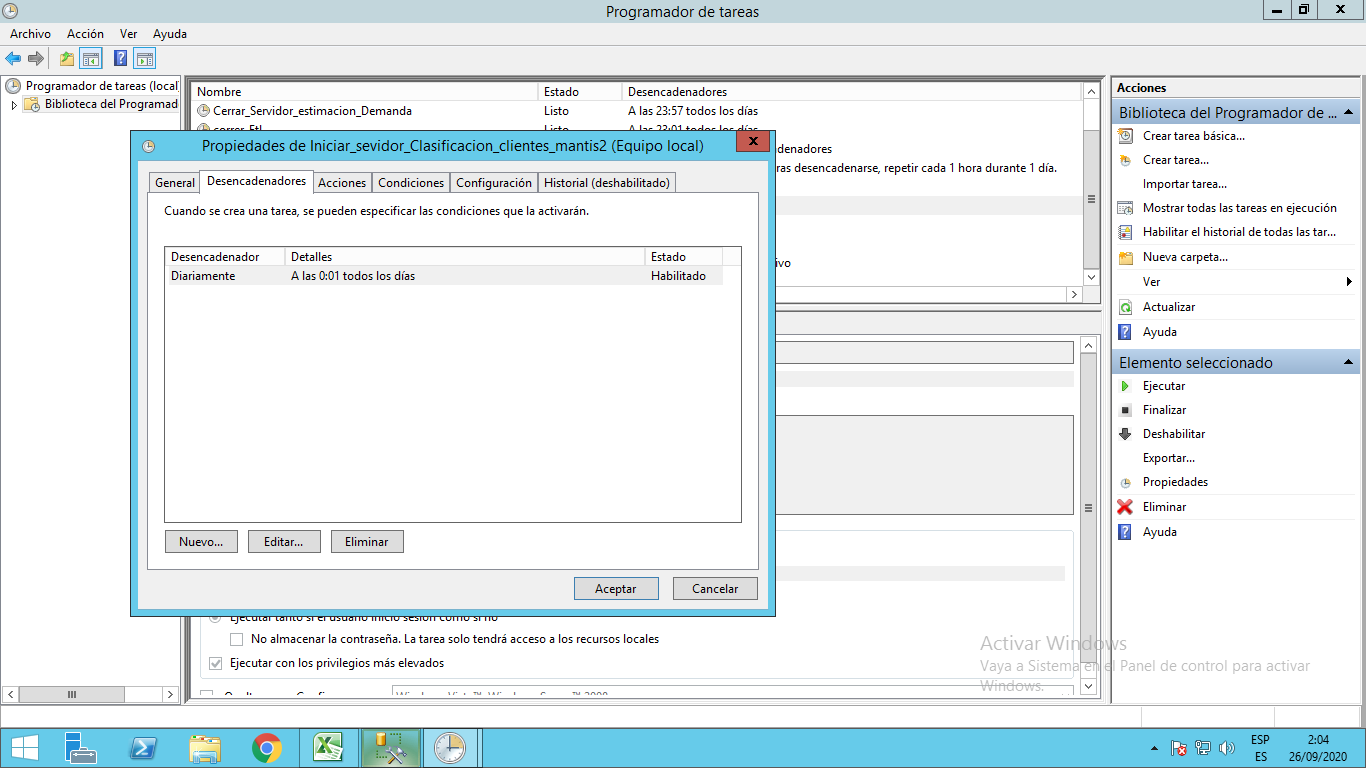 Programador de tareas
Archivo Acción Ver Ayuda
Programador de tareas (local
Biblioteca del Programad
Nombre Estado Desencadenadores
Cerrar_Servidor_estimacion_Demanda Listo A las 23:57 todos los días
correr_Etl Listo A las 23:01 todos los días
denadores
ras desencadenarse, repetir cada 1 hora durante 1 día.
ivo
Propiedades de Iniciar_sevidor_Clasificacion_clientes_mantis2 (Equipo local)
General Desencadenadores Acciones Condiciones Configuración Historial (deshabilitado)
Cuando se crea una tarea, se pueden especificar las condiciones que la activarán.
Desencadenador Detalles Estado
Diariamente A las 0:01 todos los días Habilitado
Nuevo... Editar... Eliminar
Aceptar Cancelar
Ejecutar tanto si el usuario inició sesión como si no
No almacenar la contraseña. La tarea solo tendrá acceso a los recursos locales
Ejecutar con los privilegios más elevados
Acciones
Biblioteca del Programador de ...
Crear tarea básica...
Crear tarea...
Importar tarea...
Mostrar todas las tareas en ejecución
Habilitar el historial de todas las tar...
Nueva carpeta...
Ver
Actualizar
Ayuda
Elemento seleccionado
Ejecutar
Finalizar
Deshabilitar
Exportar...
Propiedades
Eliminar
Ayuda
Activar Windows
Vaya a Sistema en el Panel de control para activar
Windows.
ESP
ES
2:04
26/09/2020